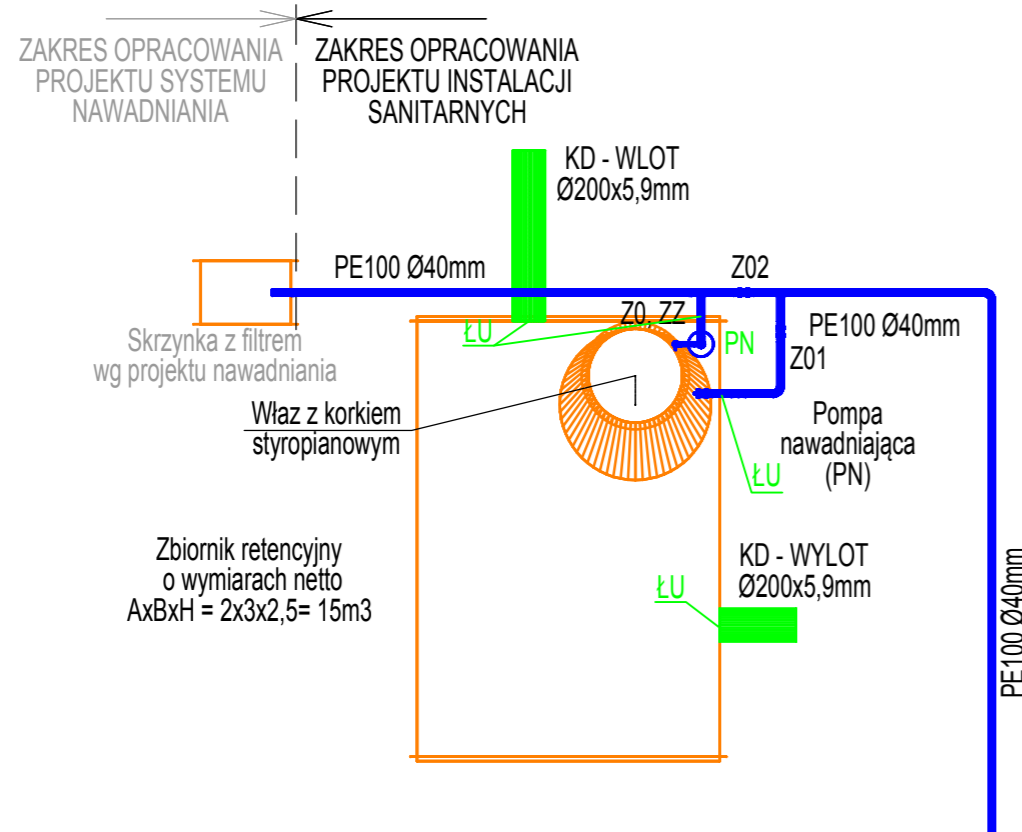 ZAKRES OPRACOWANIA
PROJEKTU SYSTEMU
NAWADNIANIA
ZAKRES OPRACOWANIA
PROJEKTU INSTALACJI
SANITARNYCH
KD - WLOT
Ø200x5,9mm
PE100 Ø40mm
Z02
Z0, ZZ
ŁU
PN
PE100 Ø40mm
Z01
Skrzynka z filtrem
wg projektu nawadniania
Właz z korkiem
styropianowym
Pompa
nawadniająca
(PN)
ŁU
Zbiornik retencyjny
o wymiarach netto
AxBxH = 2x3x2,5= 15m3
KD - WYLOT
Ø200x5,9mm
ŁU
PE100 Ø40mm